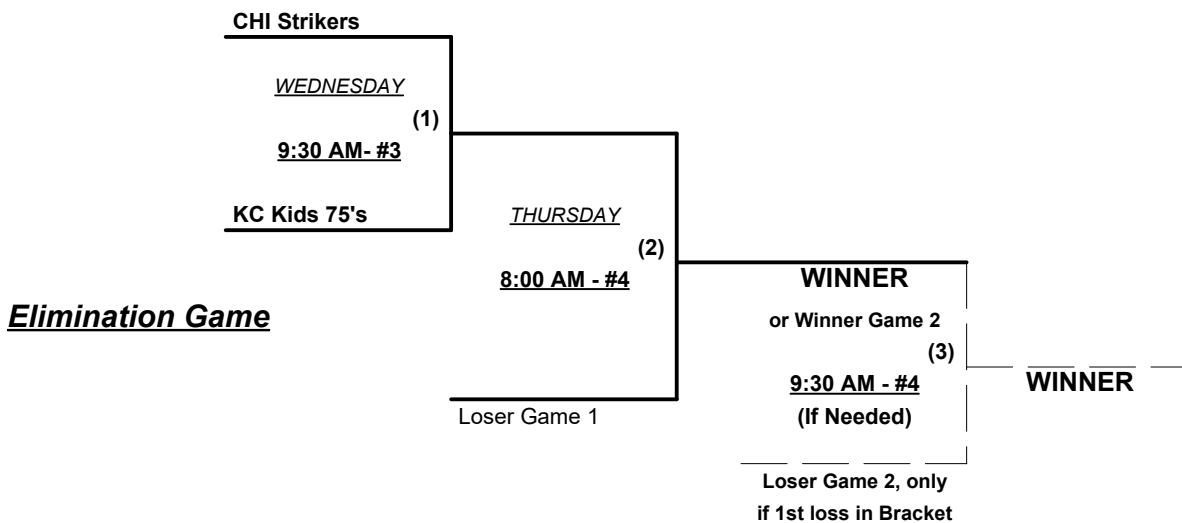 CHI Strikers
WEDNESDAY
(1)
9:30 AM- #3
KC Kids 75's
THURSDAY
(2)
8:00 AM - #4
WINNER
Elimination Game
or Winner Game 2
(3)
9:30 AM - #4
WINNER
(If Needed)
Loser Game 1
Loser Game 2, only
if 1st loss in Bracket